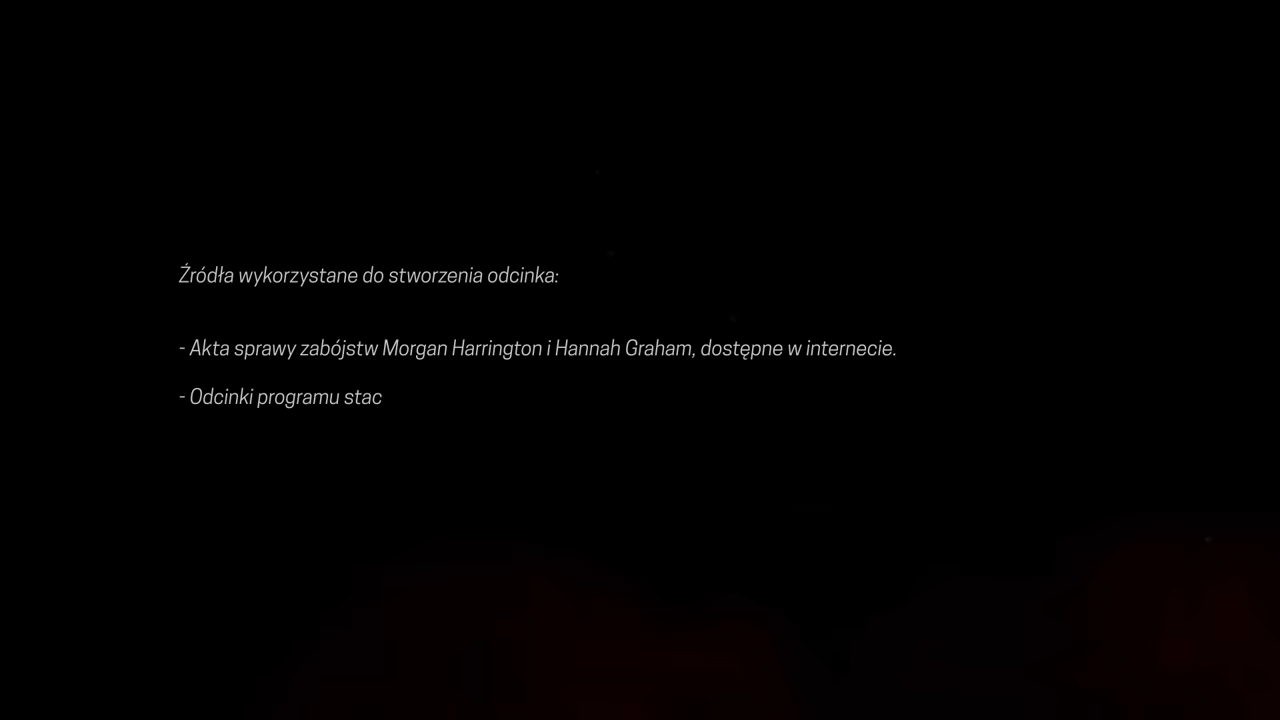 Źródła wykorzystane do stworzenia odcinka:
- Akta sprawy zabójstw Morgan Harrington i Hannah Graham, dostępne w internecie.
- Odcinki programu stac